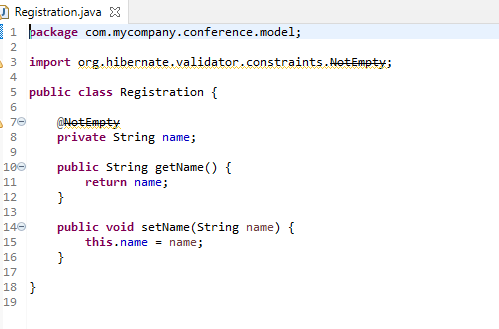 Registration.java
1 package com.mycompany.conference.model;
2
3 import org.hibernate.validator.constraints.NotEmpty;
4
5 public class Registration {
6
7 @NotEmpty
8 private String name;
9
10 public String getName() {
11 return name;
12 }
13
14 public void setName(String name) {
15 this.name = name;
16 }
17
18 }
19